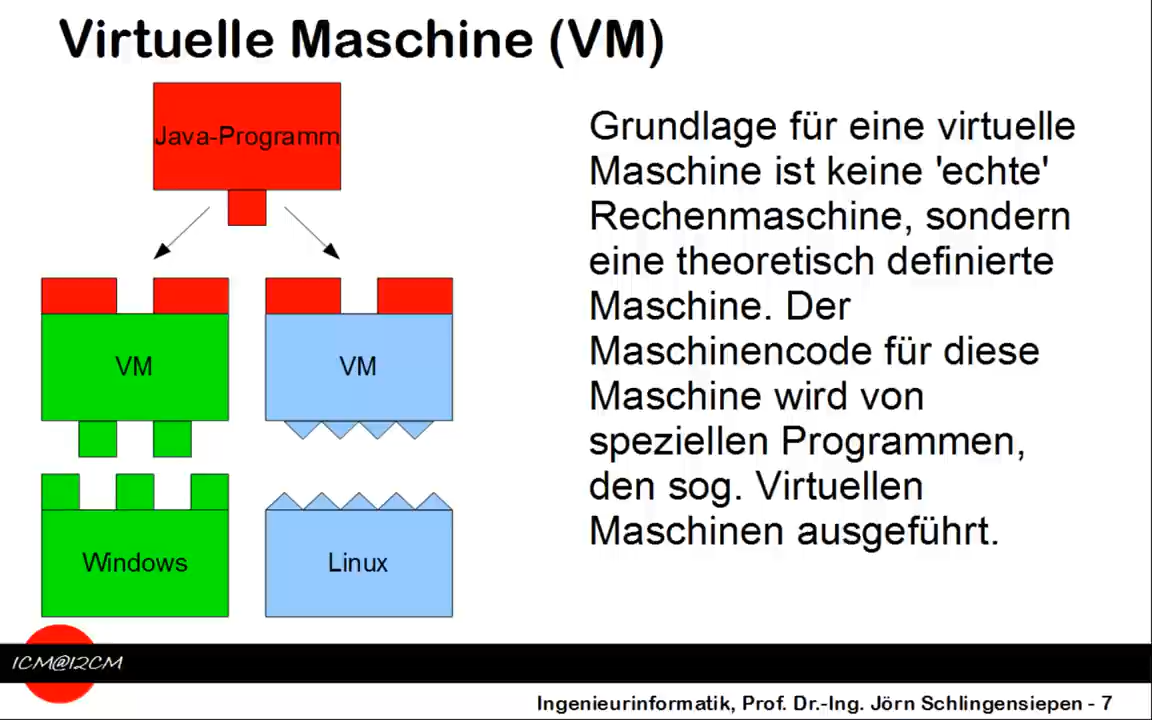 Virtuelle Maschine (VM)
Java-Programm
VM
VM
Windows
Linux
Grundlage für eine virtuelle
Maschine ist keine 'echte'
Rechenmaschine, sondern
eine theoretisch definierte
Maschine. Der
Maschinencode für diese
Maschine wird von
speziellen Programmen,
den sog. Virtuellen
Maschinen ausgeführt.
1CM@12CM
Ingenieurinformatik, Prof. Dr.-Ing. Jörn Schlingensiepen - 7